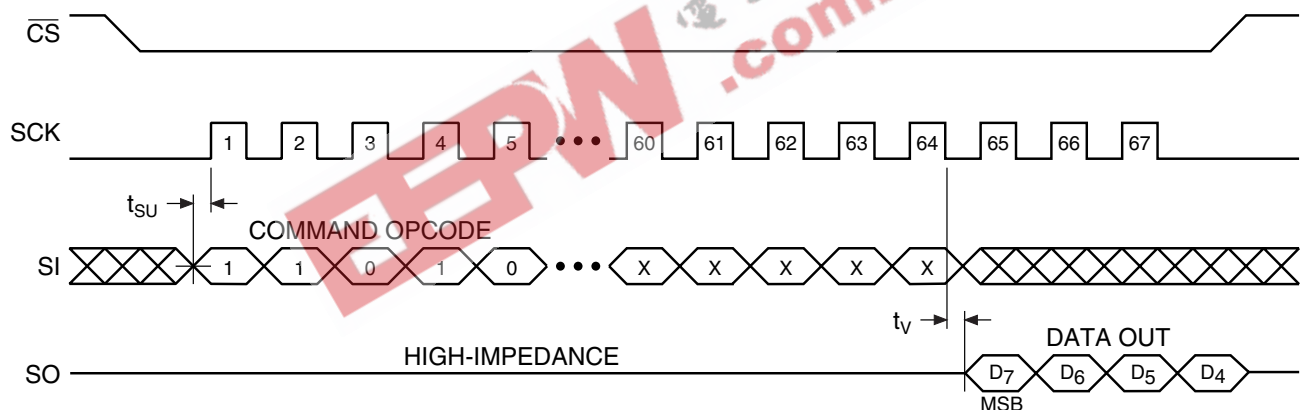 CS
SCK 1 2 3 4 5 ••• 60 61 62 63 64 65 66 67
tSU
COMMAND OPCODE
SI 1 1 0 1 0 ••• X X X X X
tV
HIGH-IMPEDANCE
DATA OUT
SO D7 D6 D5 D4
MSB
EEPW
.com